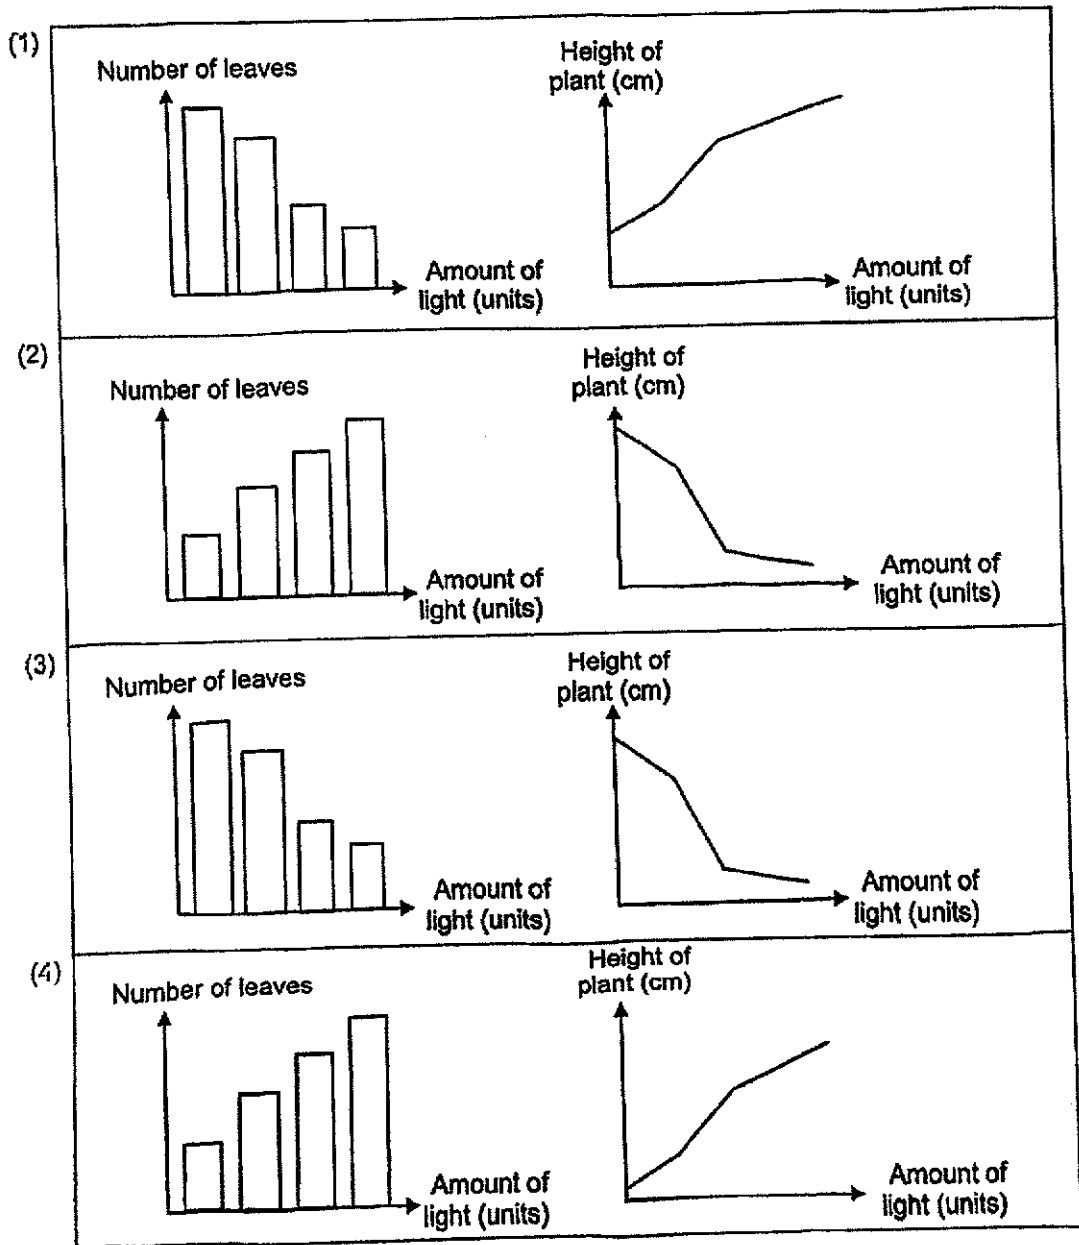 (1)
Number of leaves
Amount of
light (units)
Height of
plant (cm)
Amount of
light (units)
(2)
Number of leaves
Amount of
light (units)
Height of
plant (cm)
Amount of
light (units)
(3)
Number of leaves
Amount of
light (units)
Height of
plant (cm)
Amount of
light (units)
(4)
Number of leaves
Amount of
light (units)
Height of
plant (cm)
Amount of
light (units)